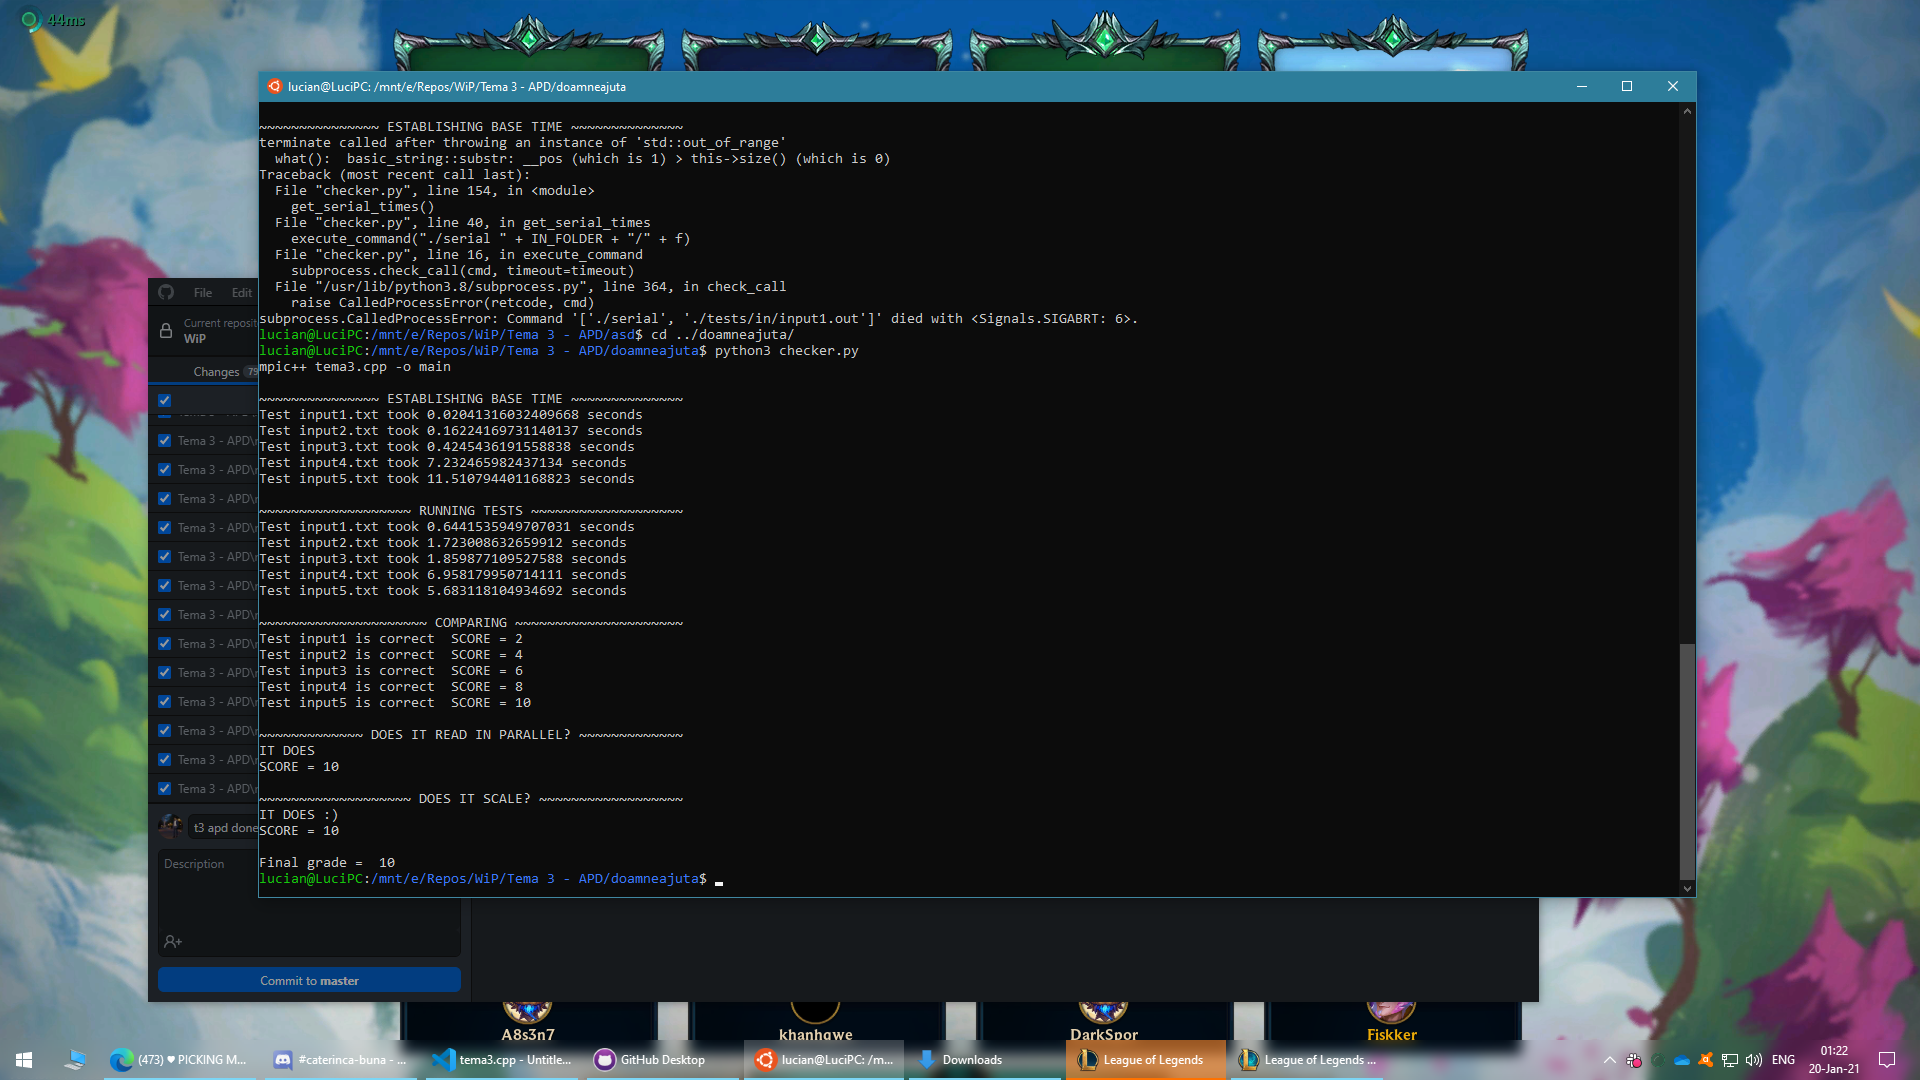 44ms
lucian@LuciPC: /mnt/e/Repos/WiP/Tema 3 - APD/doamneajuta
~~~~~~~~~~~~~~~ ESTABLISHING BASE TIME ~~~~~~~~~~~~~~
terminate called after throwing an instance of 'std::out_of_range'
what():  basic_string::substr: __pos (which is 1) > this->size() (which is 0)
Traceback (most recent call last):
File "checker.py", line 154, in <module>
get_serial_times()
File "checker.py", line 40, in get_serial_times
execute_command("./serial " + IN_FOLDER + "/" + f)
File "checker.py", line 16, in execute_command
subprocess.check_call(cmd, timeout=timeout)
File "/usr/lib/python3.8/subprocess.py", line 364, in check_call
raise CalledProcessError(retcode, cmd)
subprocess.CalledProcessError: Command '['./serial', './tests/in/input1.out']' died with <Signals.SIGABRT: 6>.
lucian@LuciPC:/mnt/e/Repos/WiP/Tema 3 - APD/asd$ cd ../doamneajuta/
lucian@LuciPC:/mnt/e/Repos/WiP/Tema 3 - APD/doamneajuta$ python3 checker.py
mpic++ tema3.cpp -o main
~~~~~~~~~~~~~~~ ESTABLISHING BASE TIME ~~~~~~~~~~~~~~
Test input1.txt took 0.02041316032409668 seconds
Test input2.txt took 0.16224169731140137 seconds
Test input3.txt took 0.4245436191558838 seconds
Test input4.txt took 7.232465982437134 seconds
Test input5.txt took 11.510794401168823 seconds
~~~~~~~~~~~~~~~~~~~ RUNNING TESTS ~~~~~~~~~~~~~~~~~~~
Test input1.txt took 0.6441535949707031 seconds
Test input2.txt took 1.723008632659912 seconds
Test input3.txt took 1.859877109527588 seconds
Test input4.txt took 6.958179950714111 seconds
Test input5.txt took 5.683118104934692 seconds
~~~~~~~~~~~~~~~~~~~~~ COMPARING ~~~~~~~~~~~~~~~~~~~~~
Test input1 is correct  SCORE = 2
Test input2 is correct  SCORE = 4
Test input3 is correct  SCORE = 6
Test input4 is correct  SCORE = 8
Test input5 is correct  SCORE = 10
~~~~~~~~~~~~~ DOES IT READ IN PARALLEL? ~~~~~~~~~~~~~
IT DOES
SCORE = 10
~~~~~~~~~~~~~~~~~~~ DOES IT SCALE? ~~~~~~~~~~~~~~~~~~
IT DOES :)
SCORE = 10
Final grade =  10
lucian@LuciPC:/mnt/e/Repos/WiP/Tema 3 - APD/doamneajuta$
File Edit
Current reposit
WiP
Changes 79
Tema 3 - APD\
Tema 3 - APD\
Tema 3 - APD\
Tema 3 - APD\
Tema 3 - APD\
Tema 3 - APD\
Tema 3 - APD\
Tema 3 - APD\
Tema 3 - APD\
Tema 3 - APD\
Tema 3 - APD\
Tema 3 - APD\
Tema 3 - APD\
t3 apd done
Description
Commit to master
A8s3n7
khanhqwe
DarkSpor
Fiskker
(473) ♥ PICKING M...
#caterinca-buna - ...
tema3.cpp - Untitle...
GitHub Desktop
lucian@LuciPC: /m...
Downloads
League of Legends
League of Legends ...
ENG
01:22
20-Jan-21